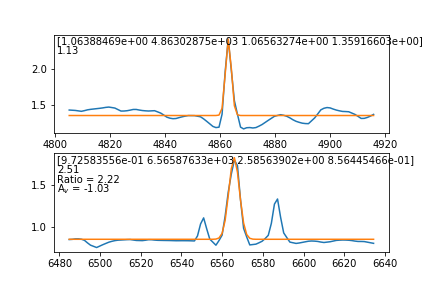 [1.06388469e+00 4.86302875e+03 1.06563274e+00 1.35916603e+00]
1.13
2.0
1.5
4800 4820 4840 4860 4880 4900 4920
[9.72583556e-01 6.56587633e+03 2.58563902e+00 8.56445466e-01]
2.51
Ratio = 2.22
Av = -1.03
1.5
1.0
6480 6500 6520 6540 6560 6580 6600 6620 6640